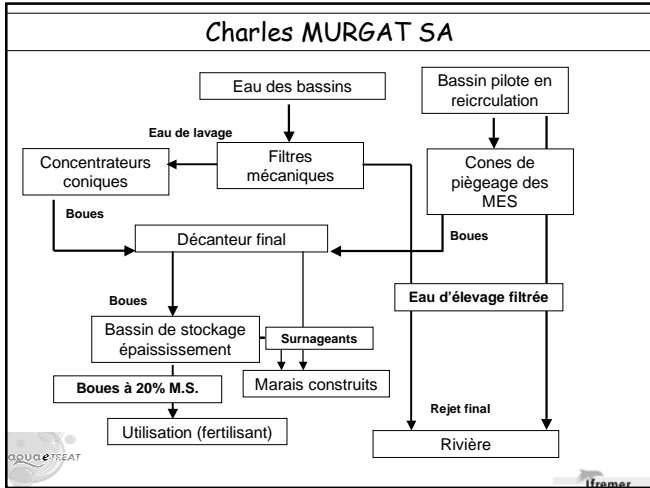 Charles MURGAT SA
Eau des bassins
Bassin pilote en
reicrculation
Eau de lavage
Concentrateurs
coniques
Filtres
mécaniques
Cones de
piègeage des
MES
Boues
Décanteur final
Boues
Boues
Eau d'élevage filtrée
Bassin de stockage
épaississement
Surnageants
Boues à 20% M.S.
Marais construits
Rejet final
Utilisation (fertilisant)
Rivière
aquaeTREAT
Ifremer